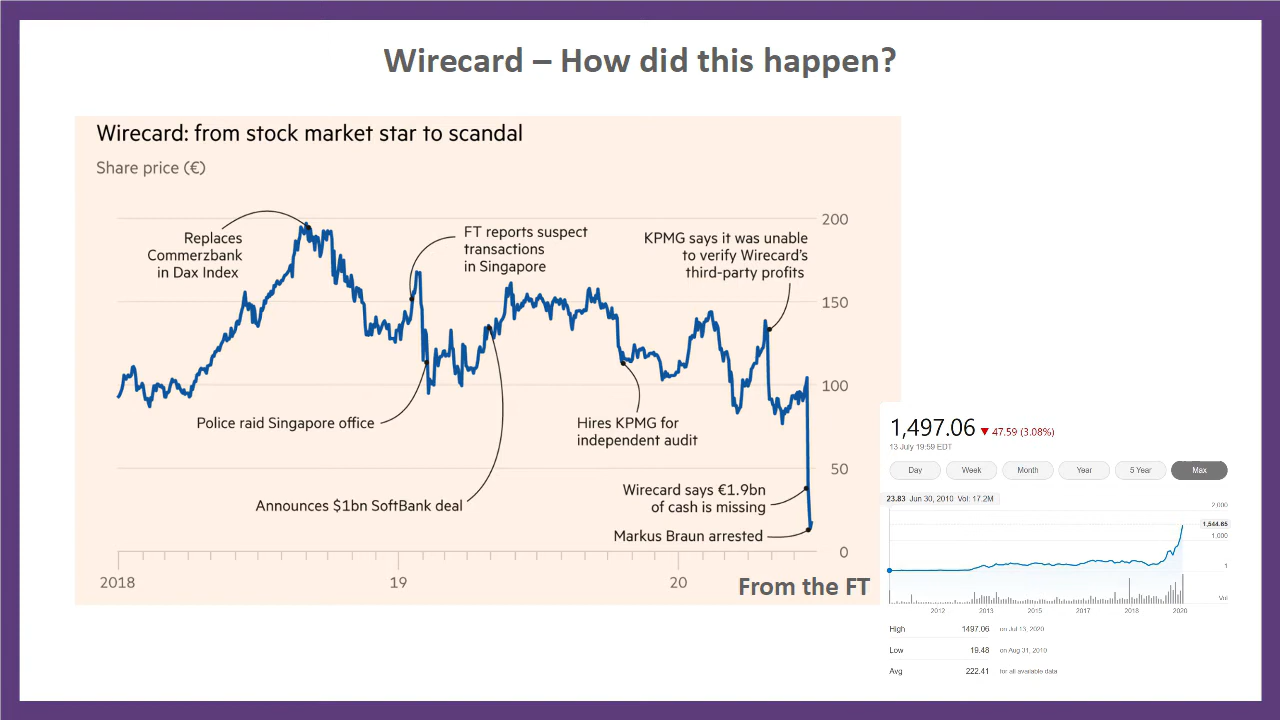 Wirecard – How did this happen?
Wirecard: from stock market star to scandal
Share price (€)
200
150
100
50
0
Replaces
Commerzbank
in Dax Index
FT reports suspect
transactions
in Singapore
KPMG says it was unable
to verify Wirecard's
third-party profits
Police raid Singapore office
Hires KPMG for
independent audit
Announces $1bn SoftBank deal
Wirecard says €1.9bn
of cash is missing
Markus Braun arrested
2018 19 20
From the FT
1,497.06 ▼ 47.59 (3.08%)
13 July 19:59 EDT
Day Week Month Year 5 Year Max
23.83 Jun 30, 2010 Vol: 17.2M
2.000
1,544.65
1.000
1
Vol
2012 2013 2015 2017 2018 2020
High 1497.06 on Jul 13, 2020
Low 19.48 on Aug 31, 2010
Avg 222.41 for all available data